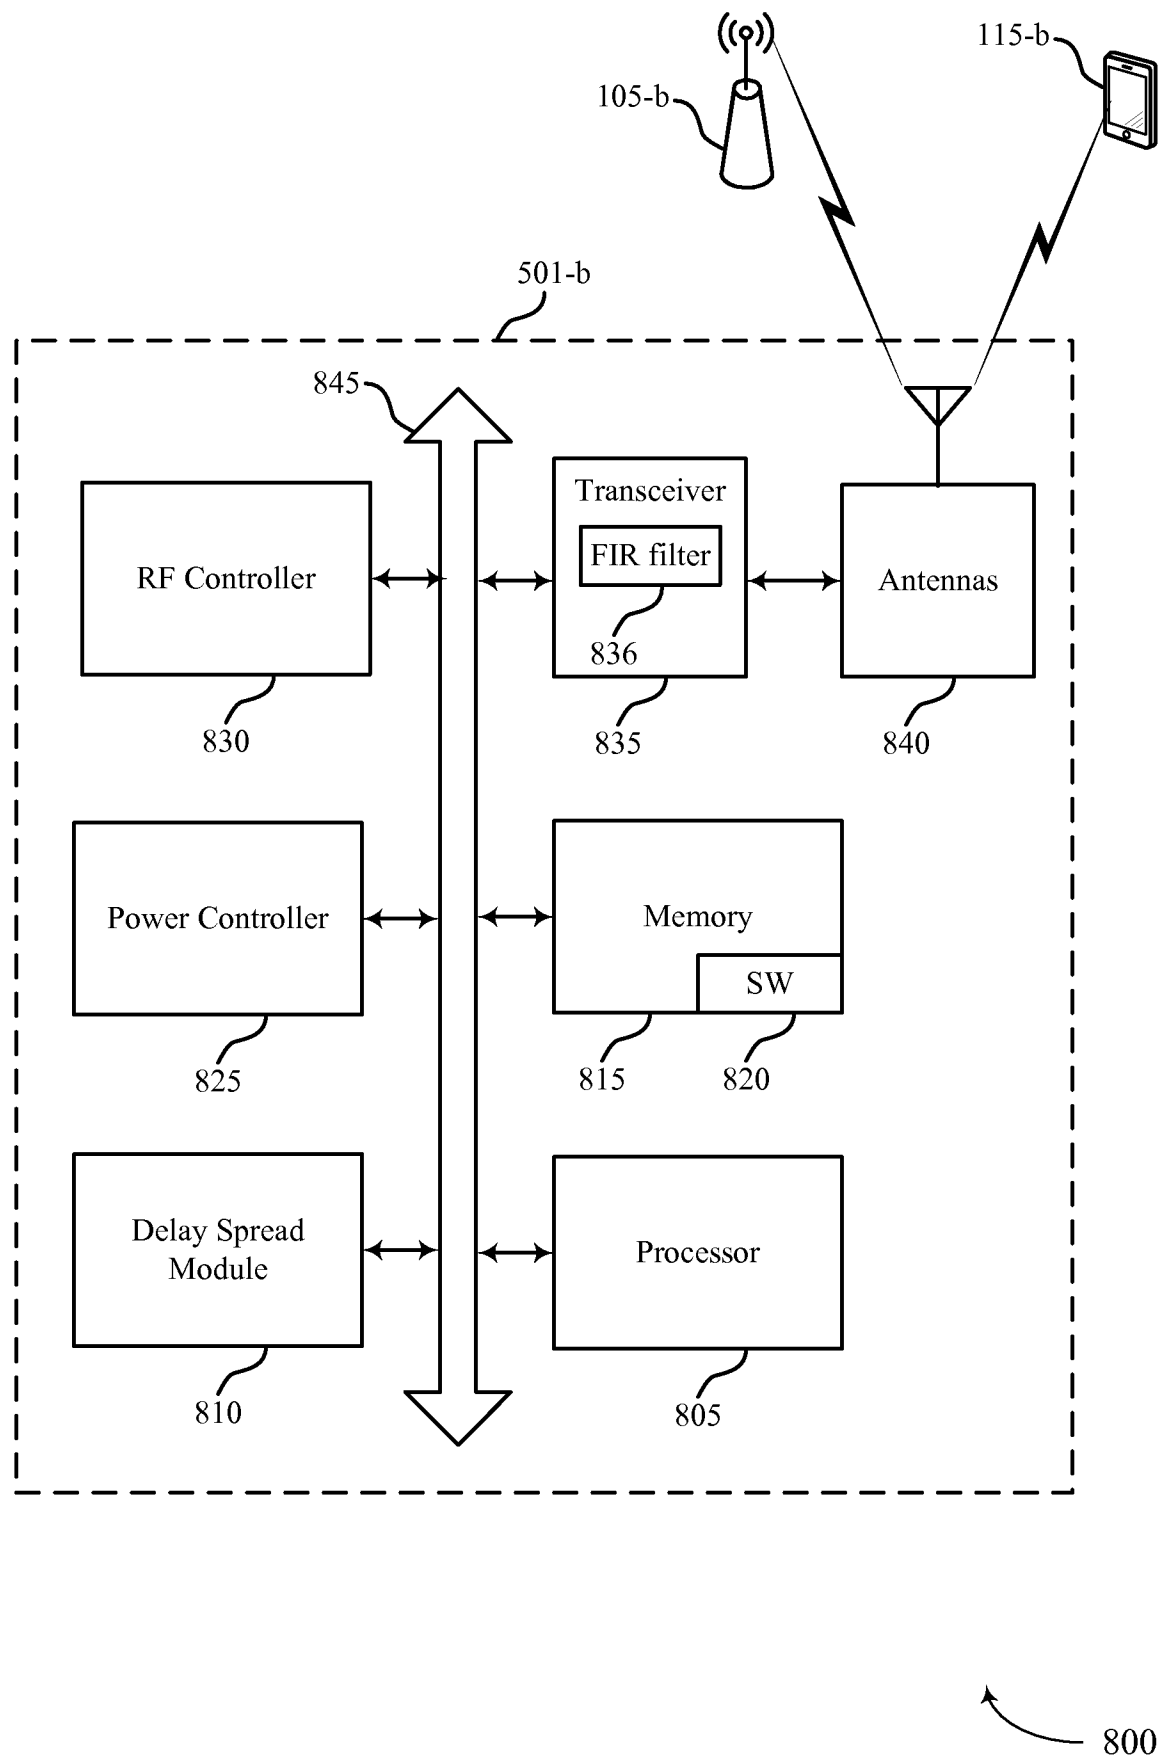 115-b
105-b
501-b
845
Transceiver
FIR filter
RF Controller
Antennas
836
830
835
840
Power Controller
Memory
SW
825
815
820
Delay Spread
Module
Processor
810
805
800